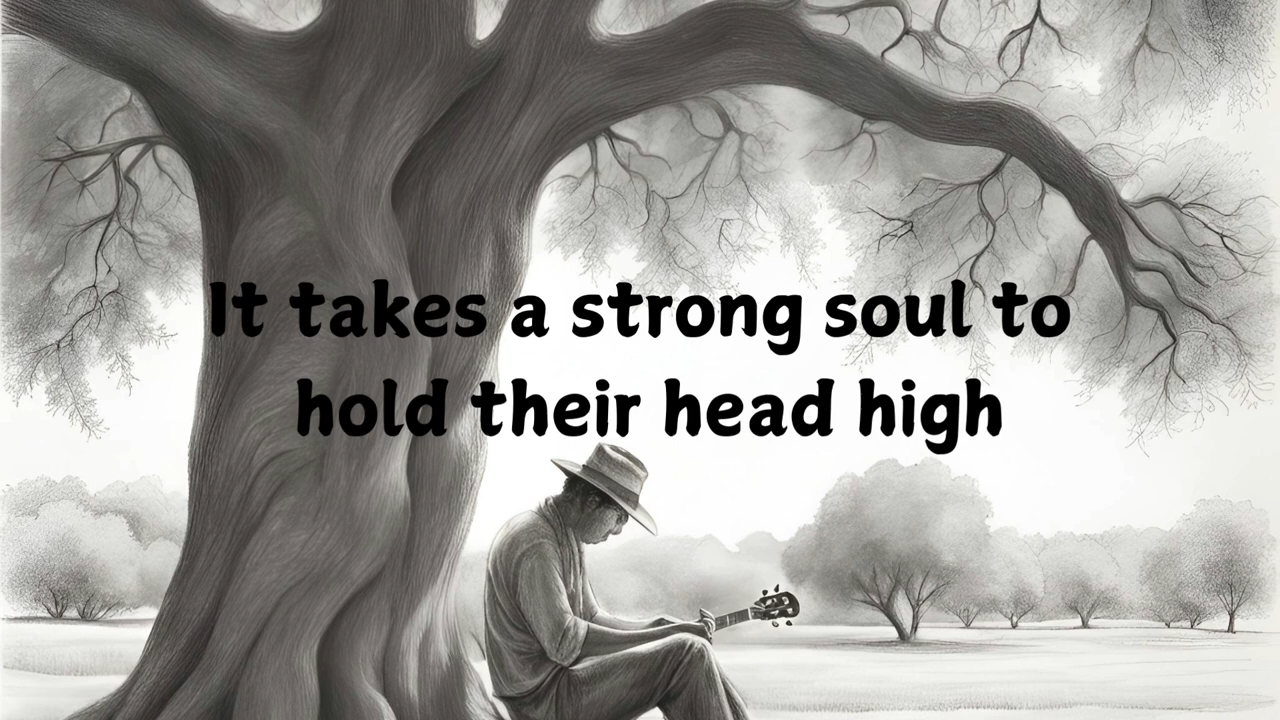 It takes a strong soul to
hold their head high